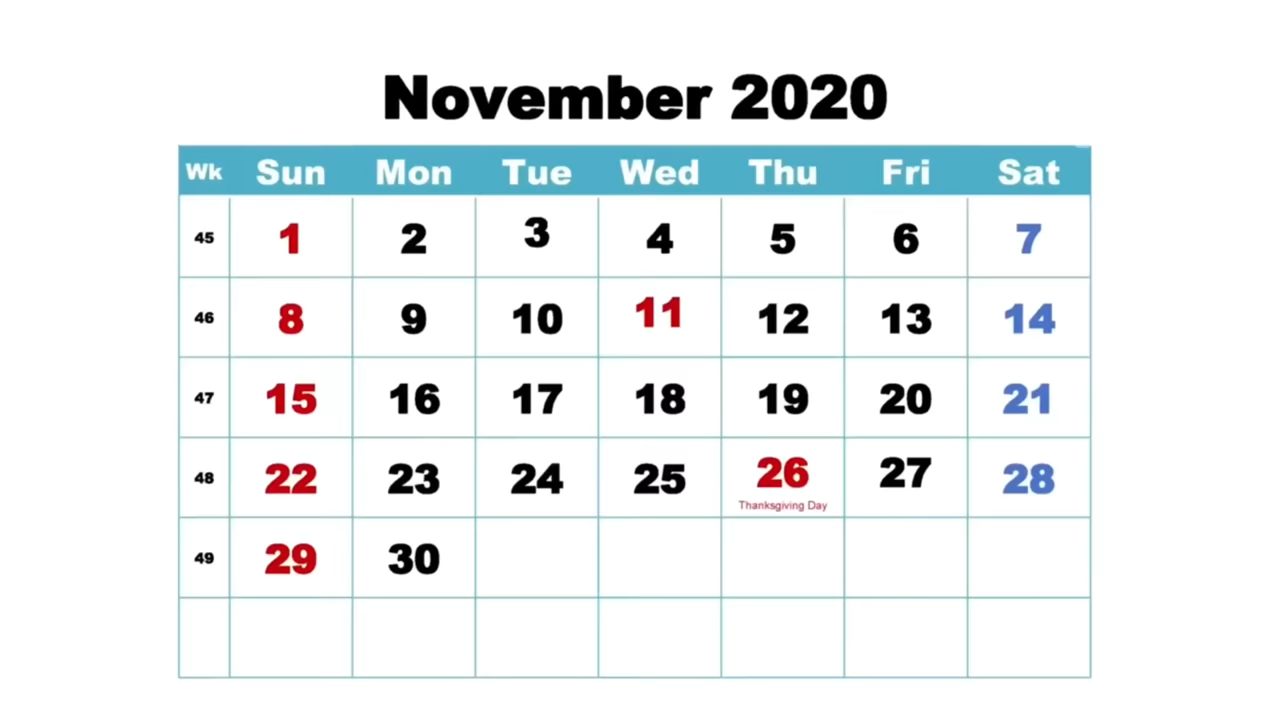 November 2020
Wk Sun Mon Tue Wed Thu Fri Sat
45 1 2 3 4 5 6 7
46 8 9 10 11 12 13 14
47 15 16 17 18 19 20 21
48 22 23 24 25 26 27 28
Thanksgiving Day
49 29 30